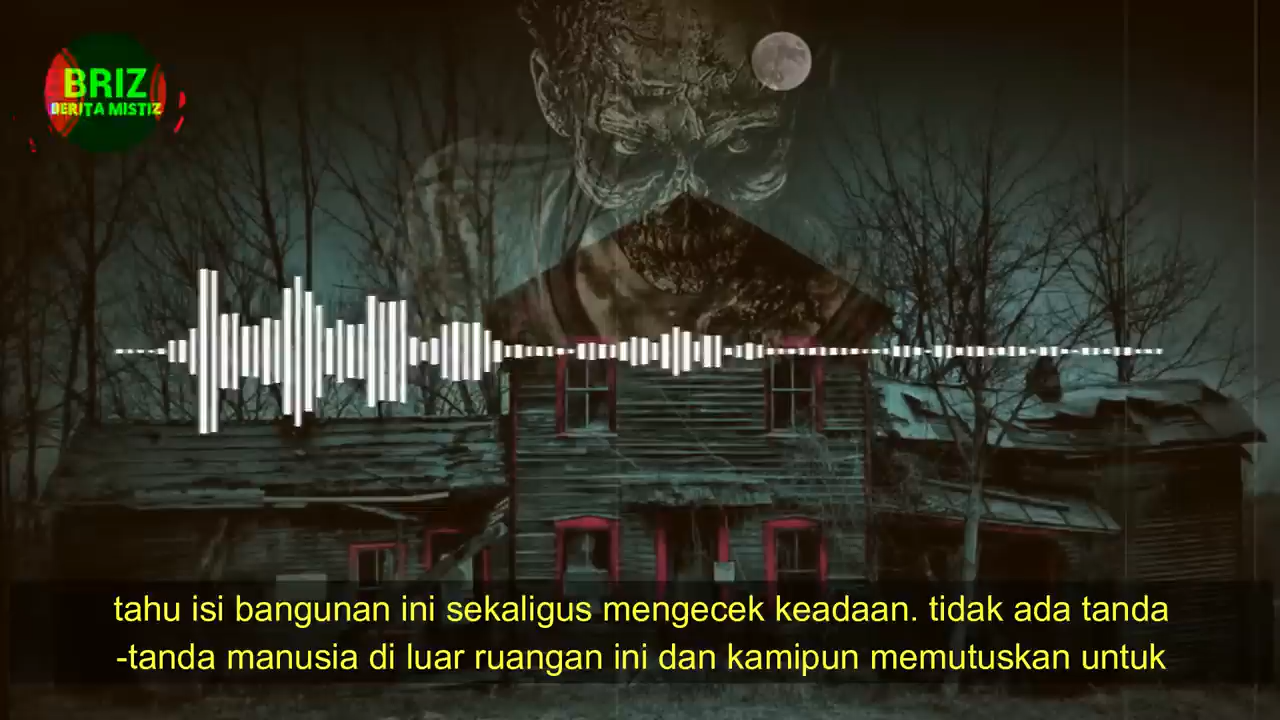 BRIZ
BERITA MISTIZ
tahu isi bangunan ini sekaligus mengecek keadaan. tidak ada tanda
-tanda manusia di luar ruangan ini dan kamipun memutuskan untuk